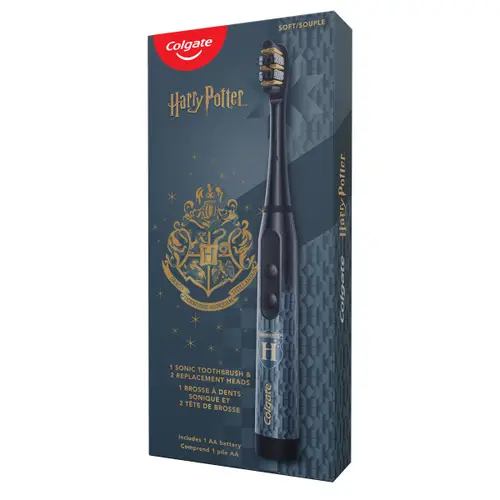 SOFT/SOUPLE
Colgate
Harry Potter
H
1 SONIC TOOTHBRUSH &
2 REPLACEMENT HEADS
1 BROSSE À DENTS
SONIQUE ET
2 TÊTE DE BROSSE
Includes 1 AA battery
Comprend 1 pile AA
H
Colgate
Colgate
Harry Potter